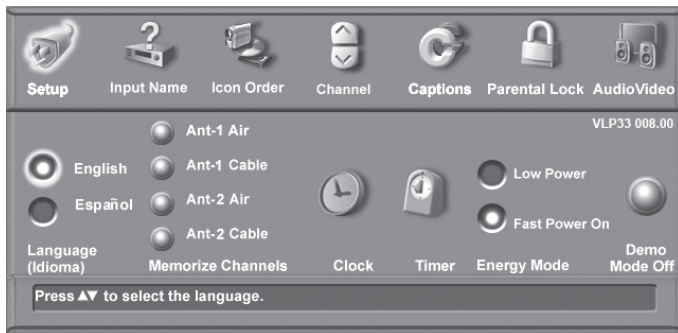 Setup
Input Name
Icon Order
Channel
Captions
Parental Lock
AudioVideo
VLP33 008.00
English
Español
Language
(Idioma)
Ant-1 Air
Ant-1 Cable
Ant-2 Air
Ant-2 Cable
Memorize Channels
Clock
Timer
Low Power
Fast Power On
Energy Mode
Demo
Mode Off
Press ▲▼ to select the language.